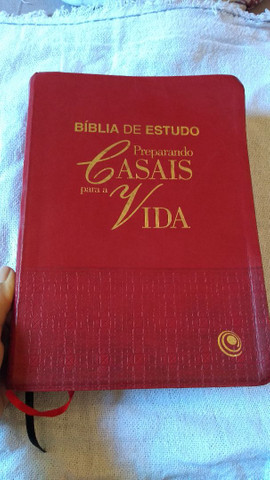 BÍBLIA DE ESTUDO
Preparando
CASAIS
para a
VIDA